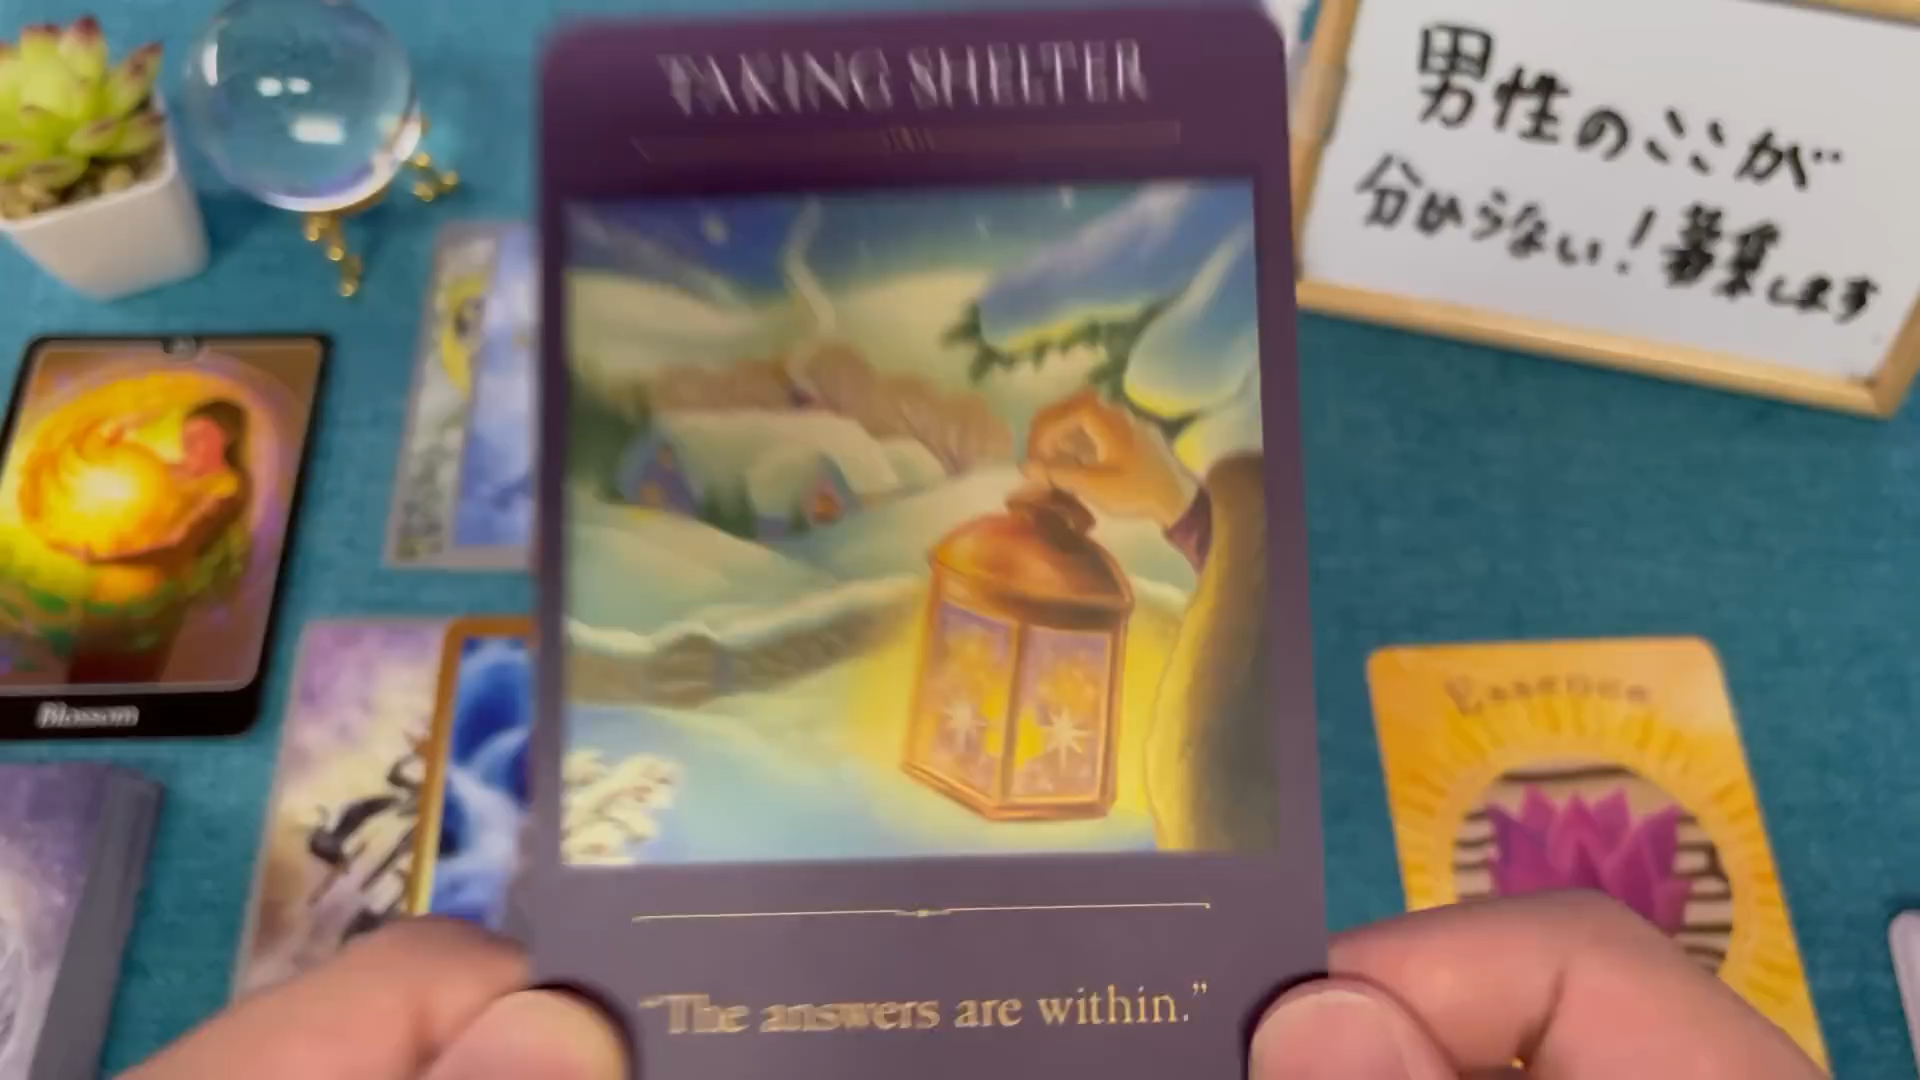 TAKING SHELTER
男性のここが
分からない!募集します
Blossom
Essence
“The answers are within.”